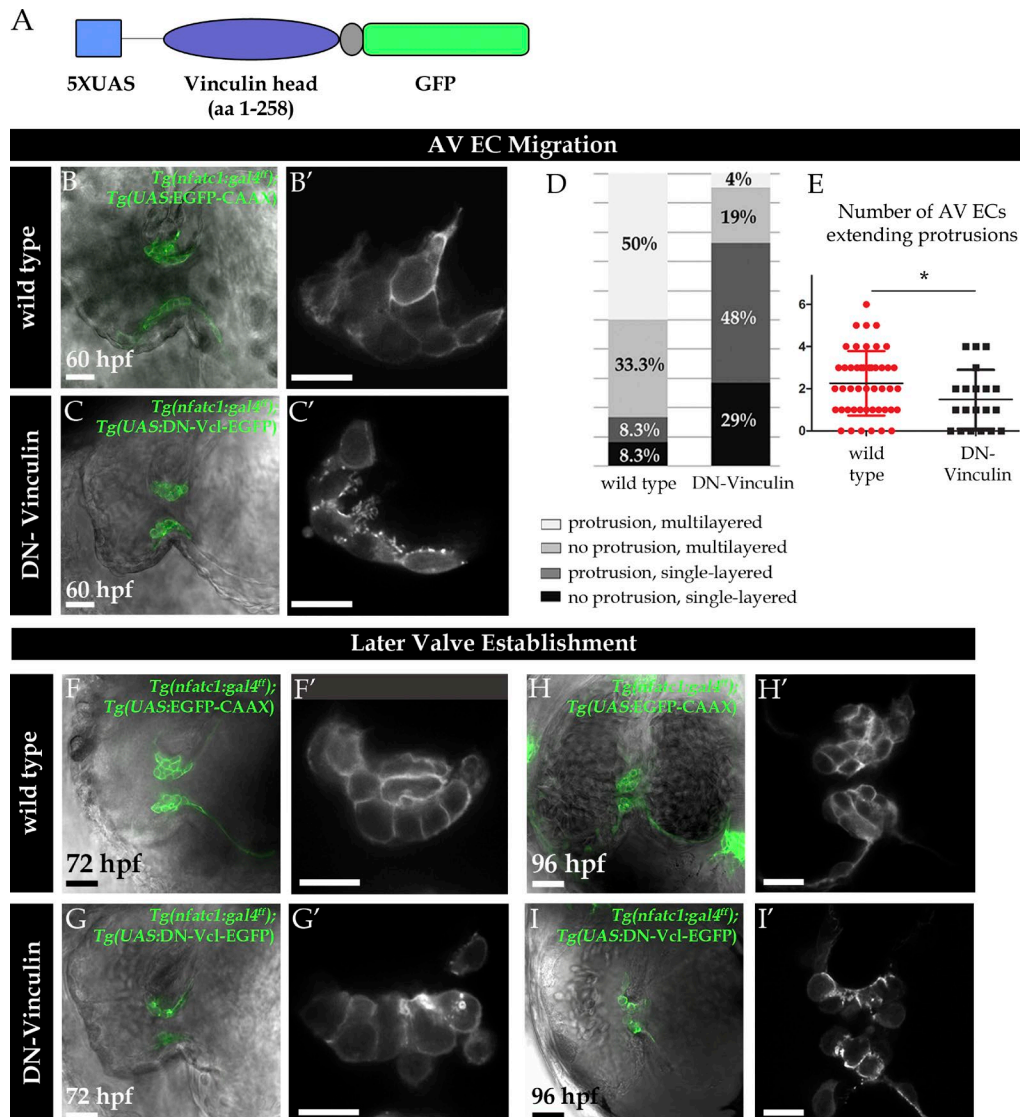 A
5XUAS
Vinculin head
(aa 1-258)
GFP
AV EC Migration
wild type
B
Tg(nfatc1:gal4ff);
Tg(UAS:EGFP-CAAX)
60 hpf
B′
DN- Vinculin
C
Tg(nfatc1:gal4ff);
Tg(UAS:DN-Vcl-EGFP)
60 hpf
C′
D
50%
33.3%
8.3%
8.3%
4%
19%
48%
29%
wild type
DN-Vinculin
protrusion, multilayered
no protrusion, multilayered
protrusion, single-layered
no protrusion, single-layered
E
Number of AV ECs
extending protrusions
*
6
4
2
0
wild
type
DN-
Vinculin
Later Valve Establishment
wild type
F
Tg(nfatc1:gal4ff);
Tg(UAS:EGFP-CAAX)
72 hpf
F′
H
Tg(nfatc1:gal4ff);
Tg(UAS:EGFP-CAAX)
96 hpf
H′
DN-Vinculin
G
Tg(nfatc1:gal4ff);
Tg(UAS:DN-Vcl-EGFP)
72 hpf
G′
I
Tg(nfatc1:gal4ff);
Tg(UAS:DN-Vcl-EGFP)
96 hpf
I′